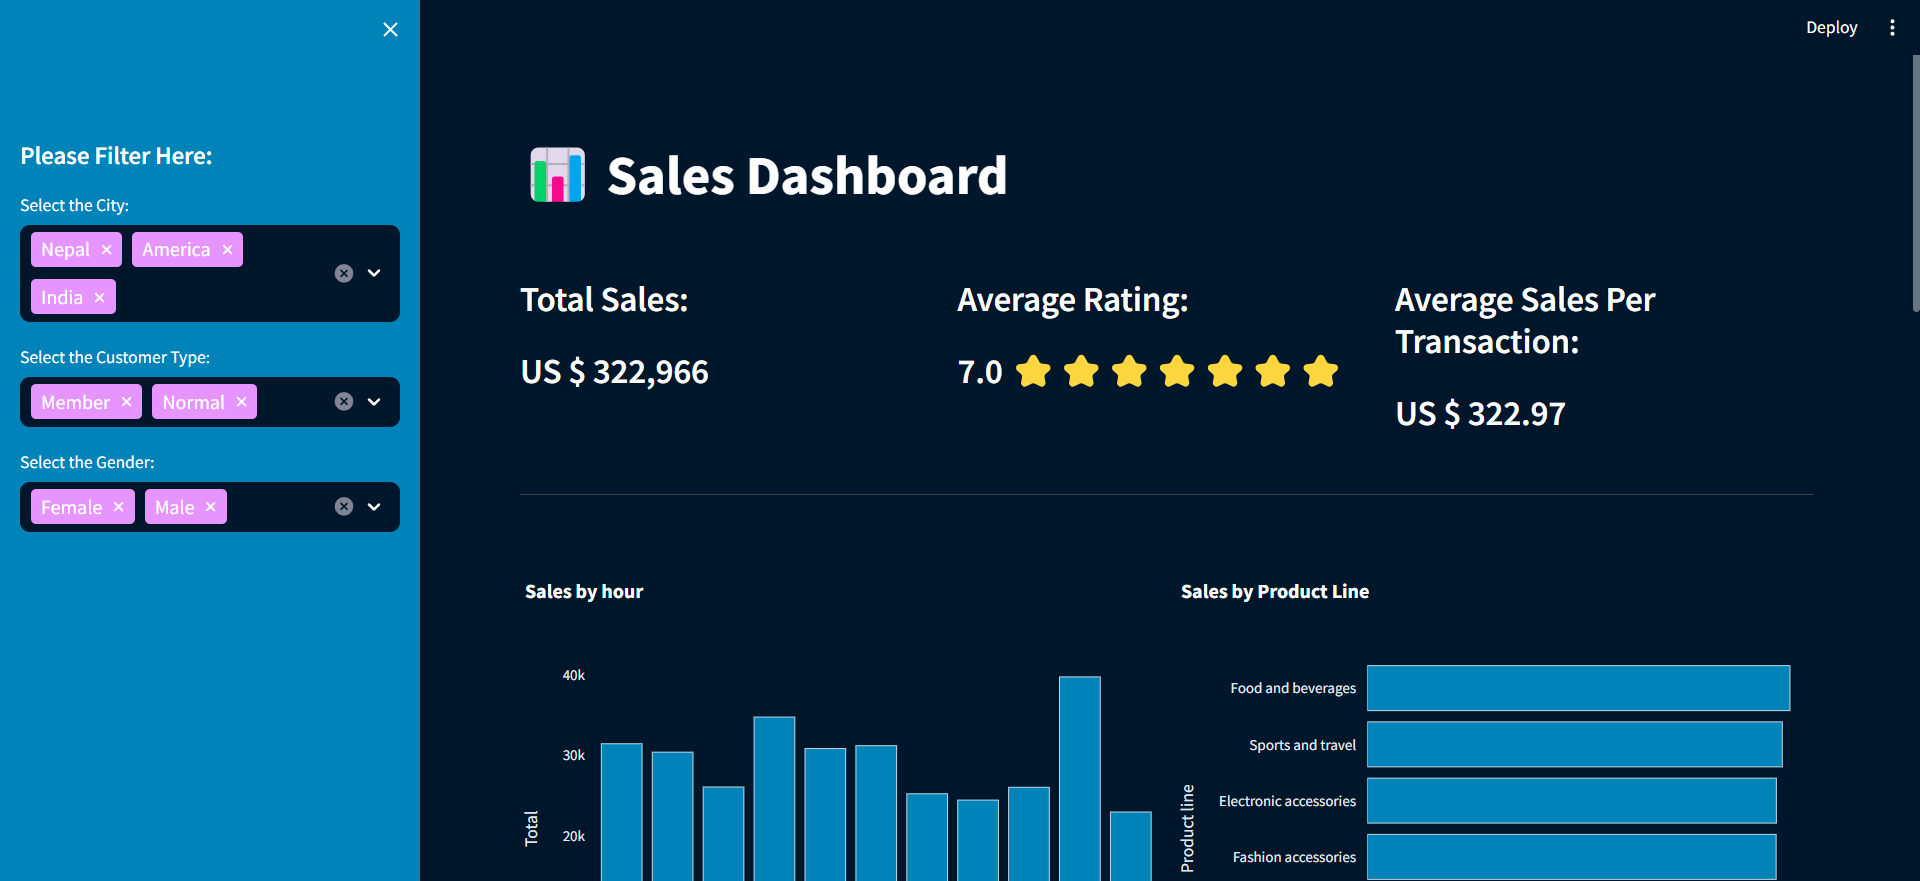 Deploy
Please Filter Here:
Select the City:
Nepal
America
India
Select the Customer Type:
Member
Normal
Select the Gender:
Female
Male
Sales Dashboard
Total Sales:
US $ 322,966
Average Rating:
7.0
Average Sales Per
Transaction:
US $ 322.97
Sales by hour
40k
30k
20k
Total
Sales by Product Line
Food and beverages
Sports and travel
Electronic accessories
Fashion accessories
Product line